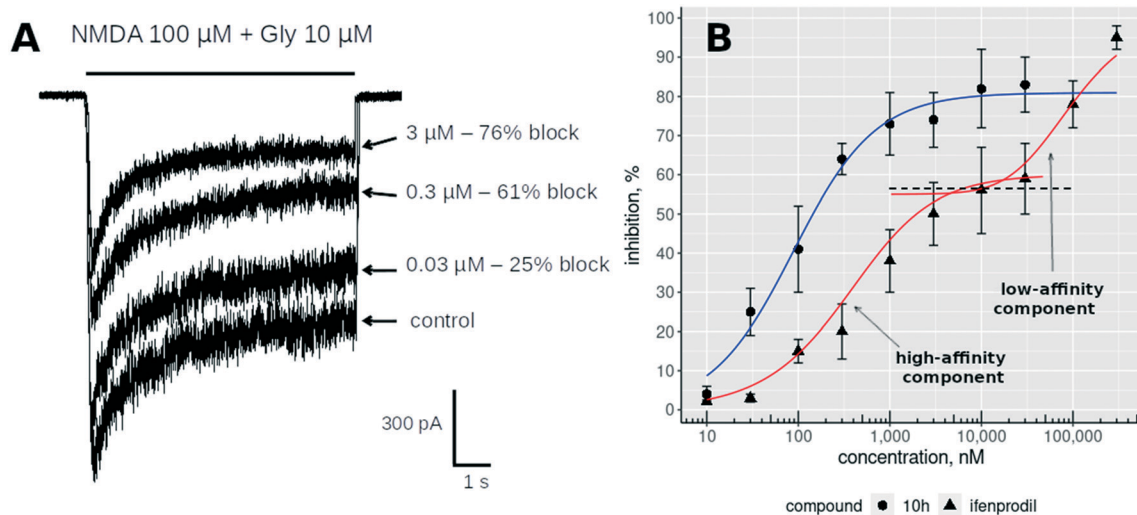 A
NMDA 100 μM + Gly 10 μM
3 μM – 76% block
0.3 μM – 61% block
0.03 μM – 25% block
control
300 pA
1 s
B
inhibition, %
100
90
80
70
60
50
40
30
20
10
0
low-affinity
component
high-affinity
component
10
100
1,000
10,000
100,000
concentration, nM
compound 10h ifenprodil